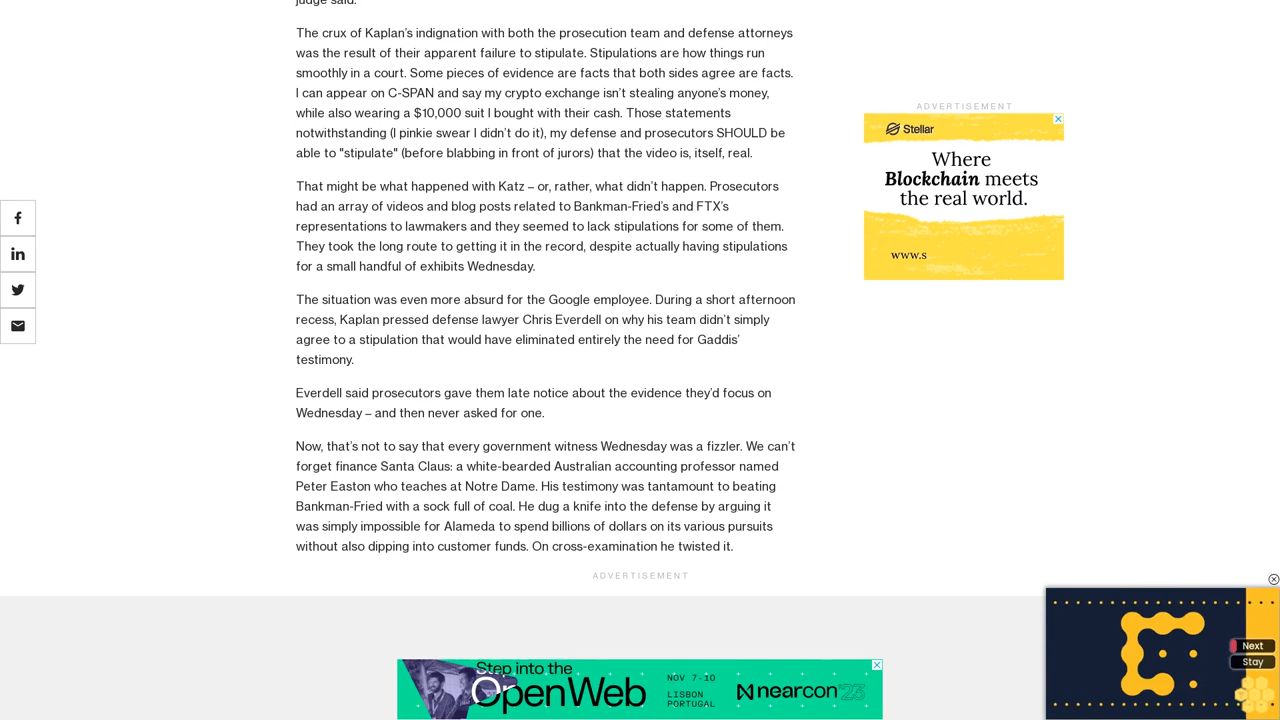 judge said.
The crux of Kaplan’s indignation with both the prosecution team and defense attorneys
was the result of their apparent failure to stipulate. Stipulations are how things run
smoothly in a court. Some pieces of evidence are facts that both sides agree are facts.
I can appear on C-SPAN and say my crypto exchange isn’t stealing anyone’s money,
while also wearing a $10,000 suit I bought with their cash. Those statements
notwithstanding (I pinkie swear I didn’t do it), my defense and prosecutors SHOULD be
able to "stipulate" (before blabbing in front of jurors) that the video is, itself, real.
That might be what happened with Katz – or, rather, what didn’t happen. Prosecutors
had an array of videos and blog posts related to Bankman-Fried’s and FTX’s
representations to lawmakers and they seemed to lack stipulations for some of them.
They took the long route to getting it in the record, despite actually having stipulations
for a small handful of exhibits Wednesday.
The situation was even more absurd for the Google employee. During a short afternoon
recess, Kaplan pressed defense lawyer Chris Everdell on why his team didn’t simply
agree to a stipulation that would have eliminated entirely the need for Gaddis’
testimony.
Everdell said prosecutors gave them late notice about the evidence they’d focus on
Wednesday – and then never asked for one.
Now, that’s not to say that every government witness Wednesday was a fizzler. We can’t
forget finance Santa Claus: a white-bearded Australian accounting professor named
Peter Easton who teaches at Notre Dame. His testimony was tantamount to beating
Bankman-Fried with a sock full of coal. He dug a knife into the defense by arguing it
was simply impossible for Alameda to spend billions of dollars on its various pursuits
without also dipping into customer funds. On cross-examination he twisted it.
ADVERTISEMENT
Stellar
Where
Blockchain meets
the real world.
www.s
ADVERTISEMENT
Step into the
OpenWeb
NOV 7-10
LISBON
PORTUGAL
nearcon'23
Next
Stay